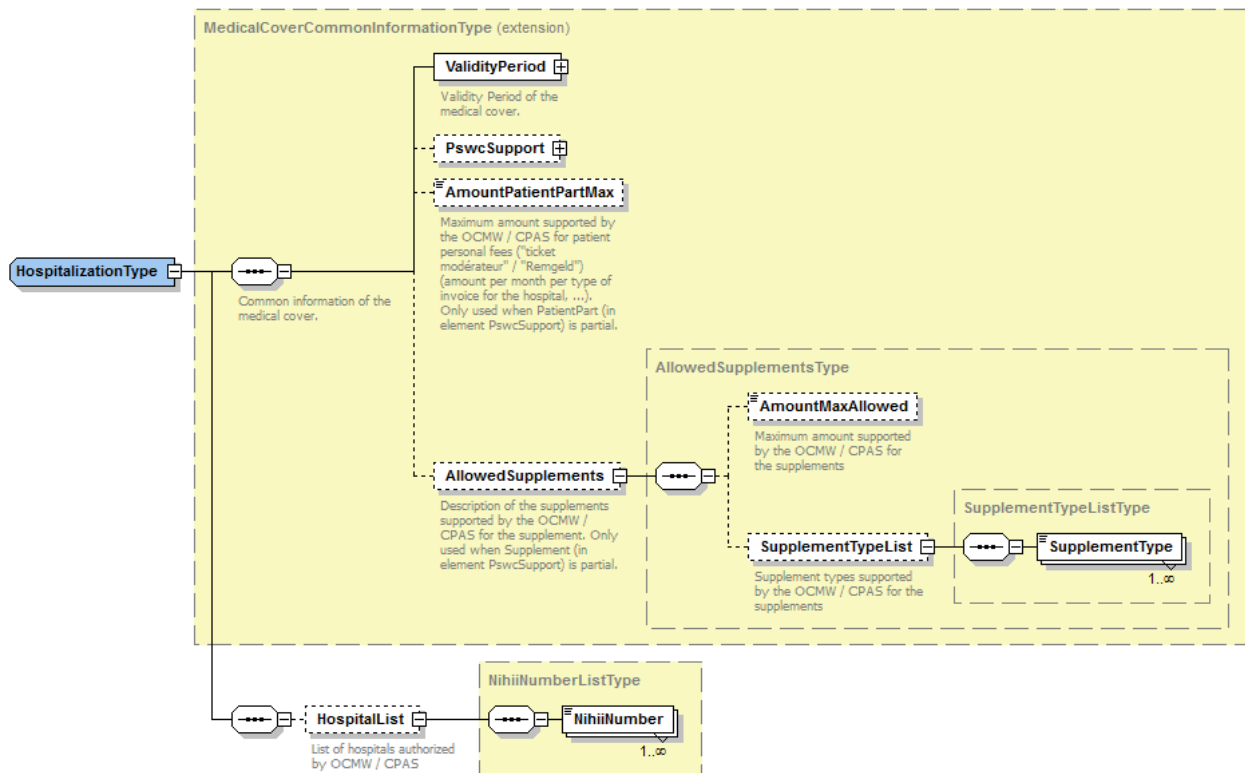 MedicalCoverCommonInformationType (extension)
ValidityPeriod
Validity Period of the
medical cover.
PswcSupport
AmountPatientPartMax
Maximum amount supported by
the OCMW / CPAS for patient
personal fees ("ticket
modérateur" / "Remgeld")
(amount per month per type of
invoice for the hospital, ...).
Only used when PatientPart (in
element PswcSupport) is partial.
HospitalizationType
Common information of the
medical cover.
AllowedSupplementsType
AmountMaxAllowed
Maximum amount supported
by the OCMW / CPAS for
the supplements
AllowedSupplements
Description of the supplements
supported by the OCMW /
CPAS for the supplement. Only
used when Supplement (in
element PswcSupport) is partial.
SupplementTypeListType
SupplementTypeList
Supplement types supported
by the OCMW / CPAS for the
supplements
SupplementType
1..∞
NihiiNumberListType
HospitalList
List of hospitals authorized
by OCMW / CPAS
NihiiNumber
1..∞